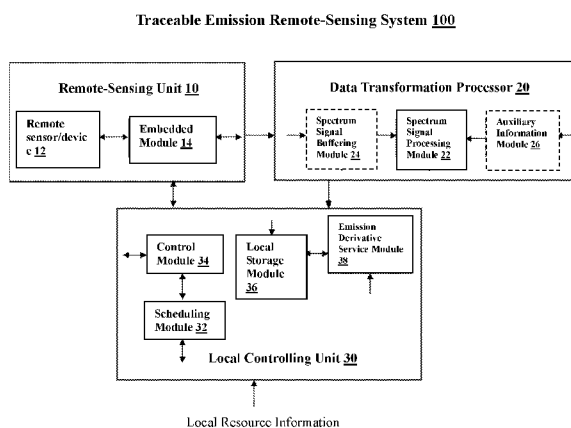 Traceable Emission Remote-Sensing System 100
Remote-Sensing Unit 10
Remote
sensor/devic
e 12
Embedded
Module 14
Data Transformation Processor 20
Spectrum
Signal
Buffering
Module 24
Spectrum
Signal
Processing
Module 22
Auxiliary
Information
Module 26
Control
Module 34
Scheduling
Module 32
Local
Storage
Module
36
Emission
Derivative
Service Module
38
Local Controlling Unit 30
Local Resource Information